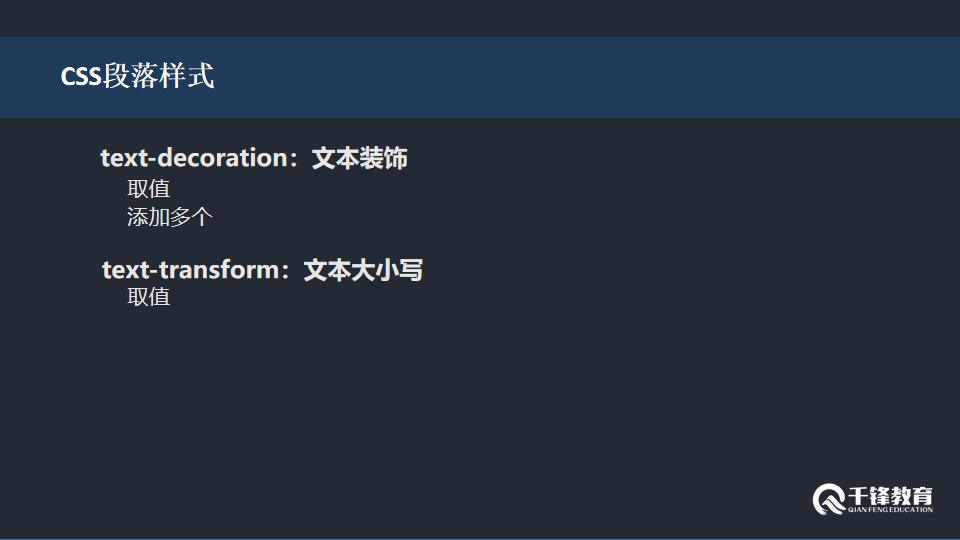 CSS段落样式
text-decoration：文本装饰
取值
添加多个
text-transform：文本大小写
取值
千锋教育
QIAN FENG EDUCATION